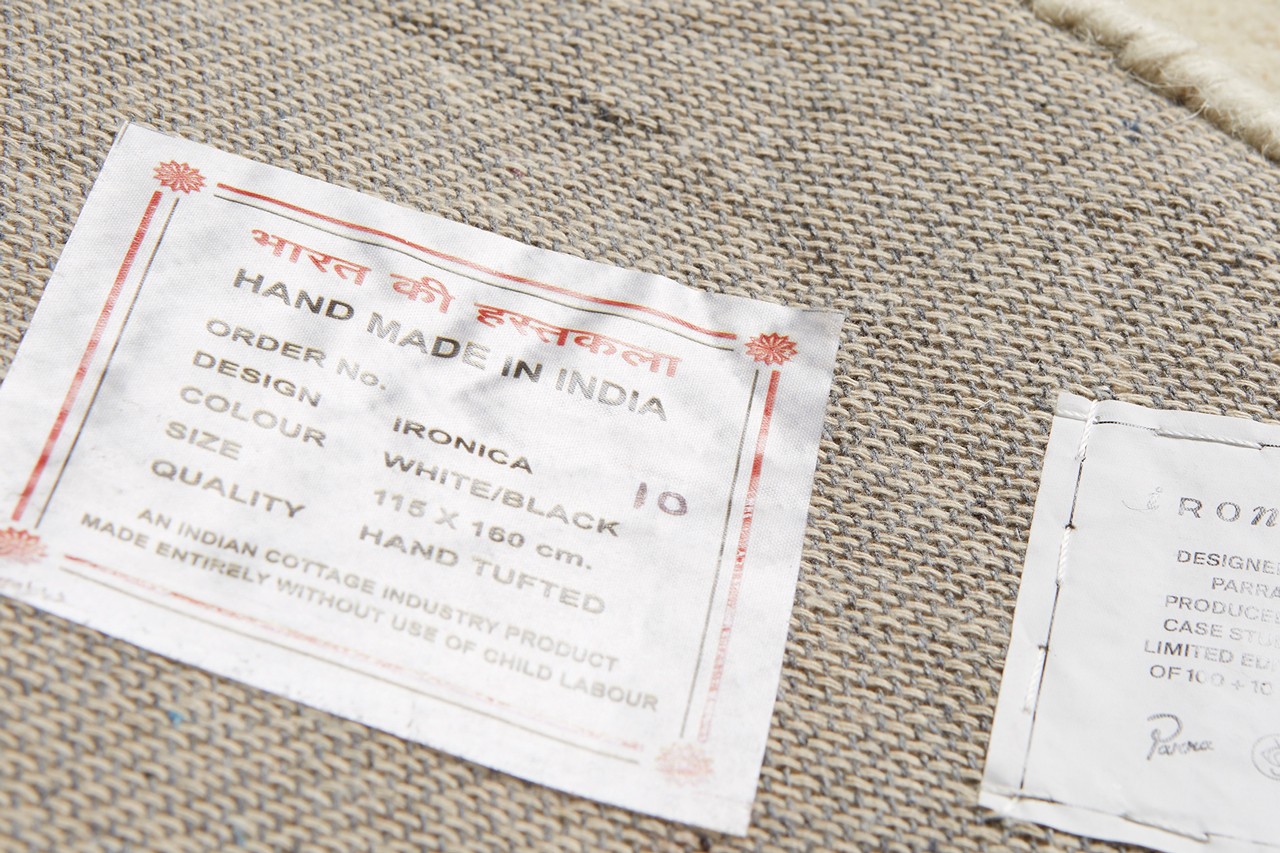 भारत की हस्तकला
HAND MADE IN INDIA
ORDER No.
DESIGN IRONICA
COLOUR WHITE/BLACK
SIZE 115 X 160 cm.
QUALITY HAND TUFTED
10
AN INDIAN COTTAGE INDUSTRY PRODUCT
MADE ENTIRELY WITHOUT USE OF CHILD LABOUR
iRON
DESIGNE
PARRA
PRODUCE
CASE STU
LIMITED ED
OF 100 + 10
Parra